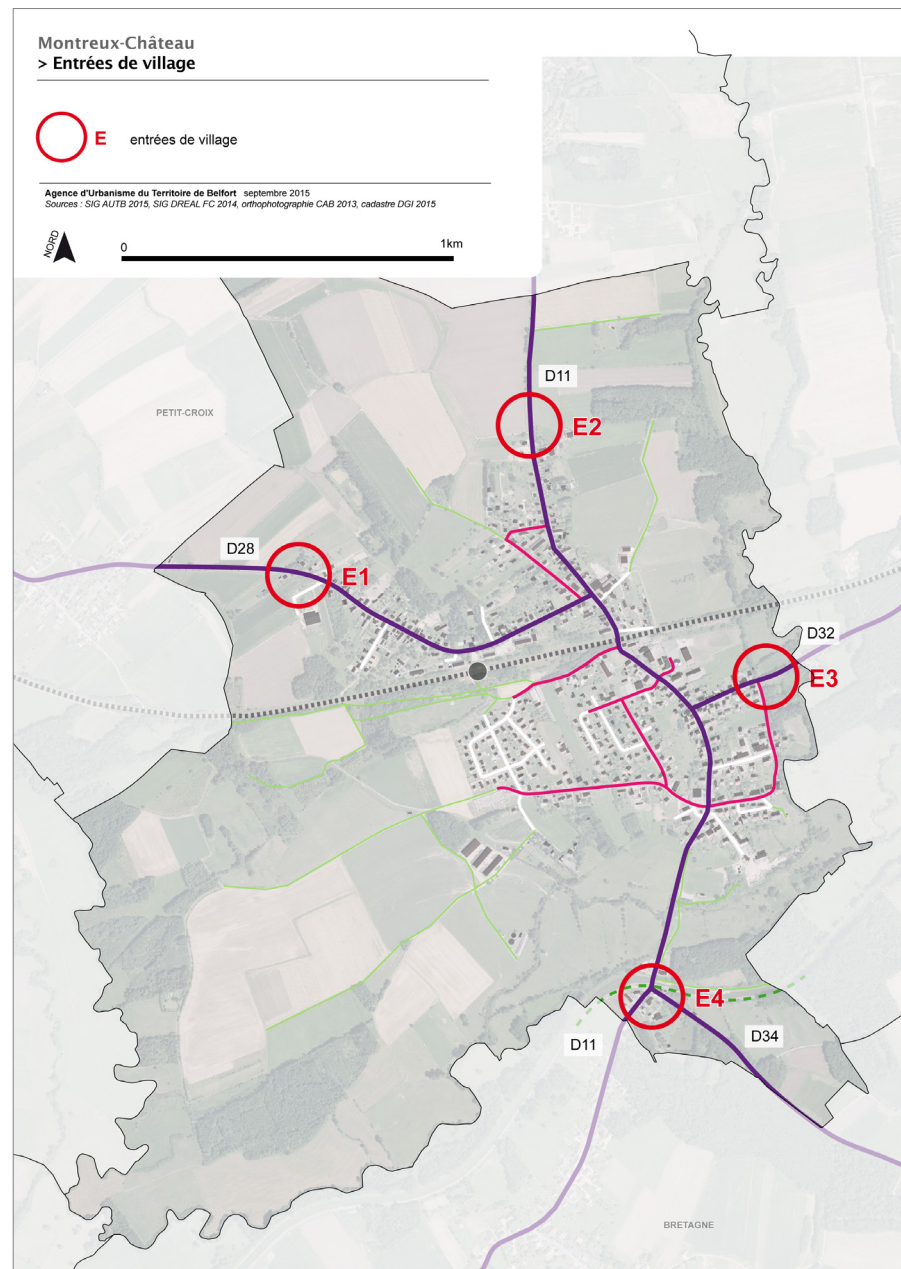 Montreux-Château
> Entrées de village
E entrées de village
Agence d'Urbanisme du Territoire de Belfort septembre 2015
Sources : SIG AUTB 2015, SIG DREAL FC 2014, orthophotographie CAB 2013, cadastre DGI 2015
NORD
0 1km
D11
PETIT-CROIX
E2
D28
E1
D32
E3
E4
D11
D34
BRETAGNE